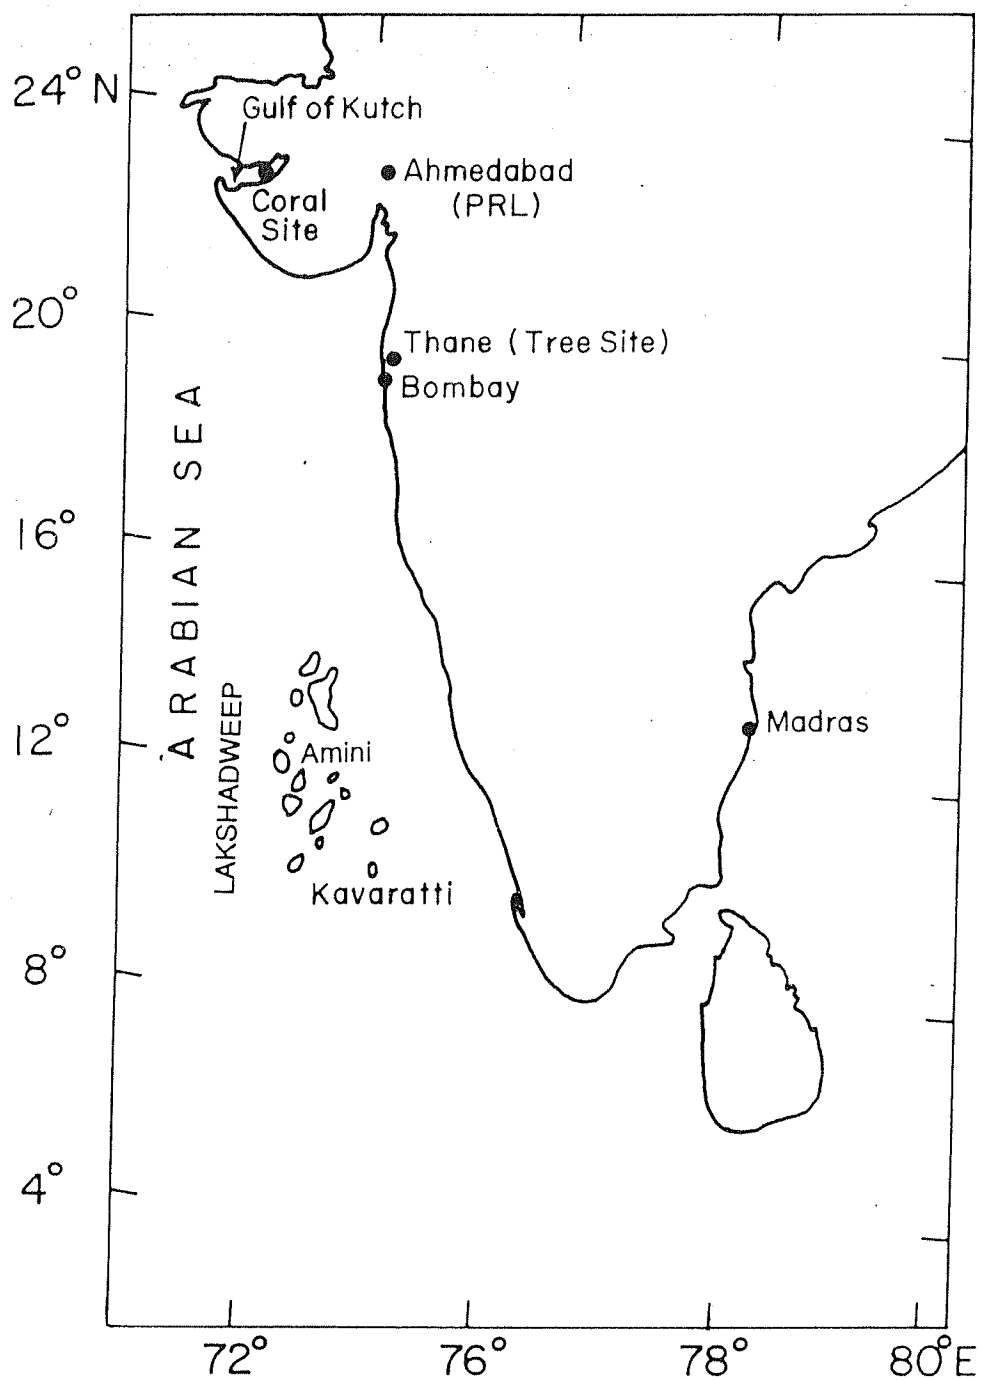 24° N
Gulf of Kutch
Ahmedabad
(PRL)
Coral
Site
20°
Thane (Tree Site)
Bombay
ARABIAN SEA
16°
LAKSHADWEEP
12°
Amini
Madras
Kavaratti
8°
4°
72° 76° 78° 80° E